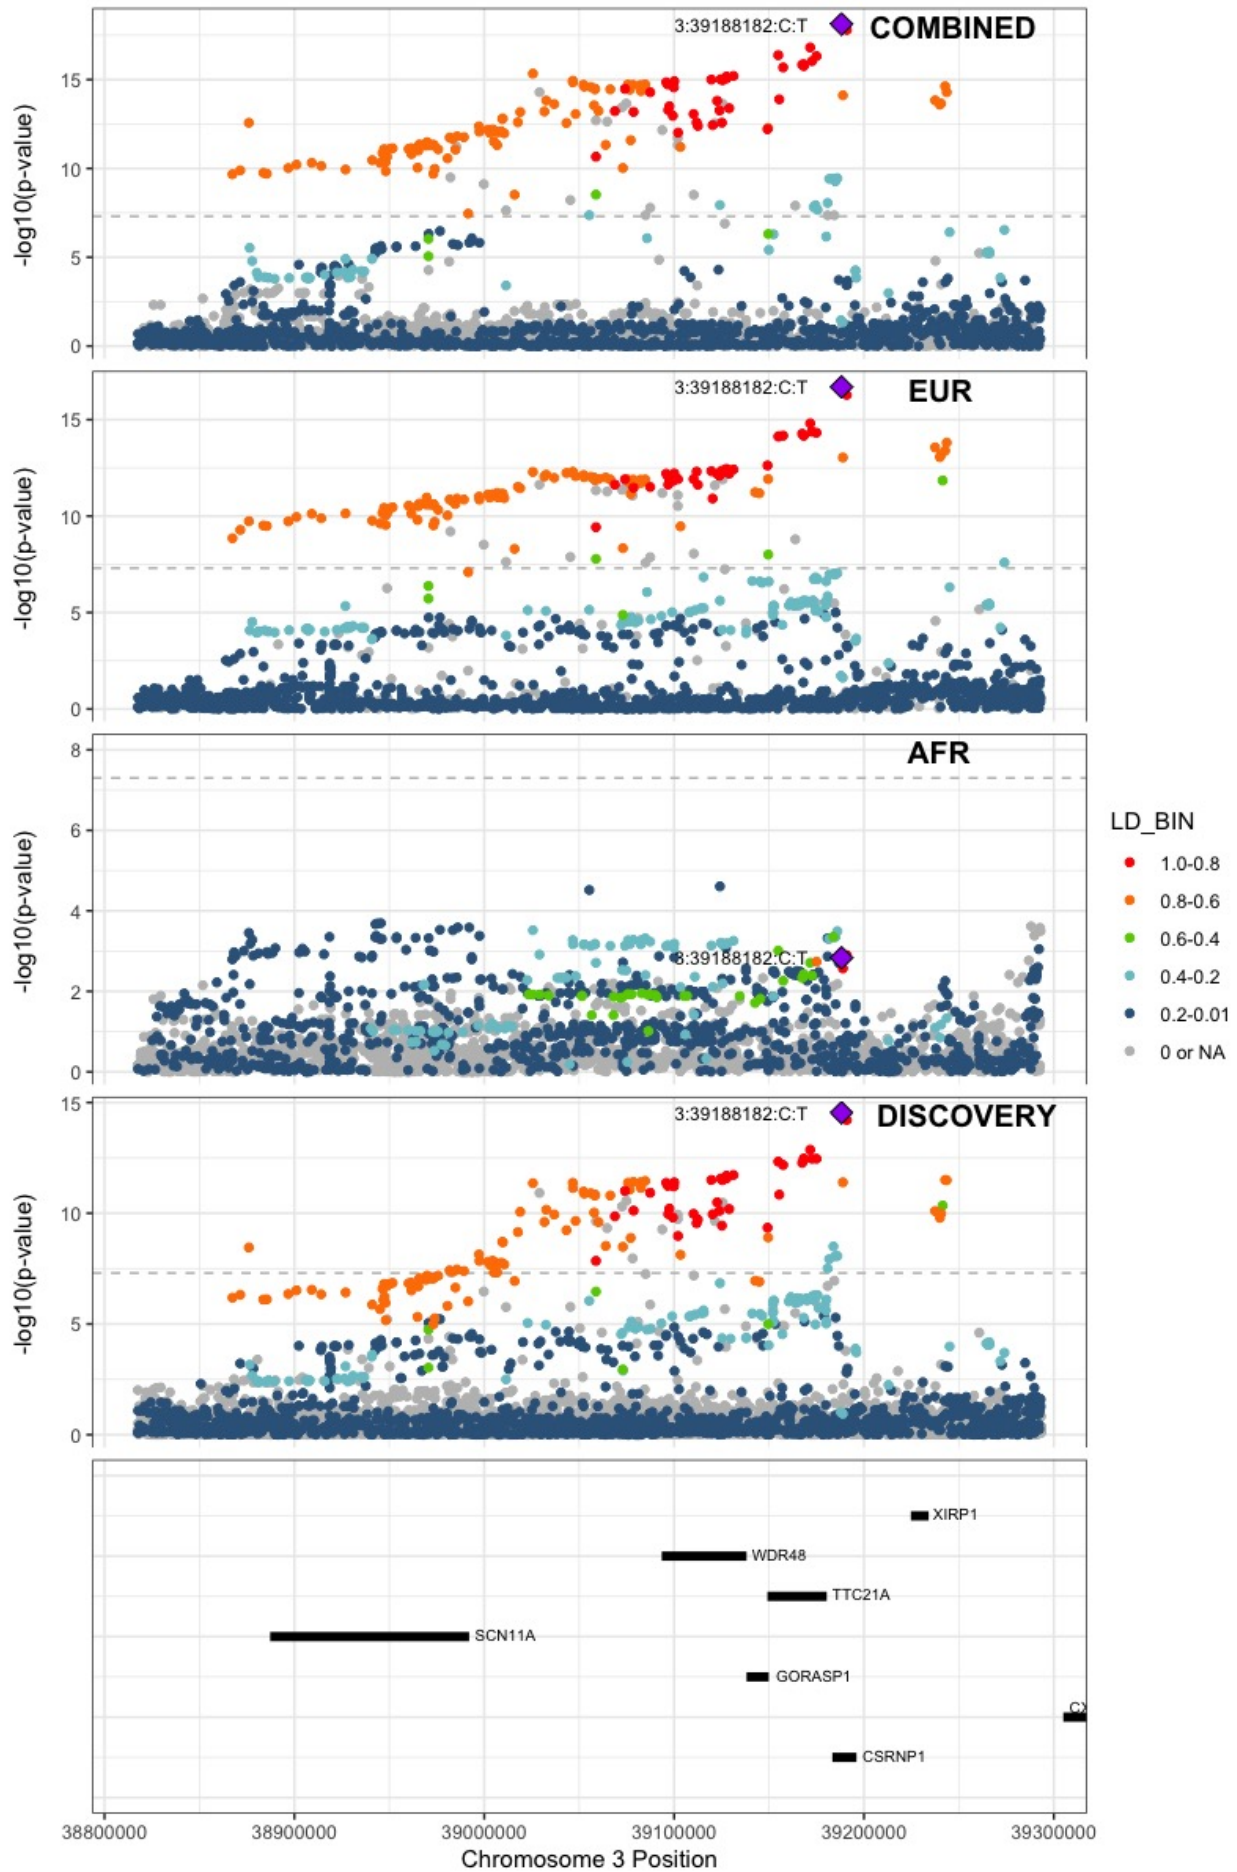 3:39188182:C:T
COMBINED
-log10(p-value)
15
10
5
0
3:39188182:C:T
EUR
-log10(p-value)
15
10
5
0
AFR
-log10(p-value)
8
6
4
2
0
3:39188182:C:T
LD_BIN
1.0-0.8
0.8-0.6
0.6-0.4
0.4-0.2
0.2-0.01
0 or NA
3:39188182:C:T
DISCOVERY
-log10(p-value)
15
10
5
0
XIRP1
WDR48
TTC21A
SCN11A
GORASP1
CX
CSRNP1
38800000
38900000
39000000
39100000
39200000
39300000
Chromosome 3 Position